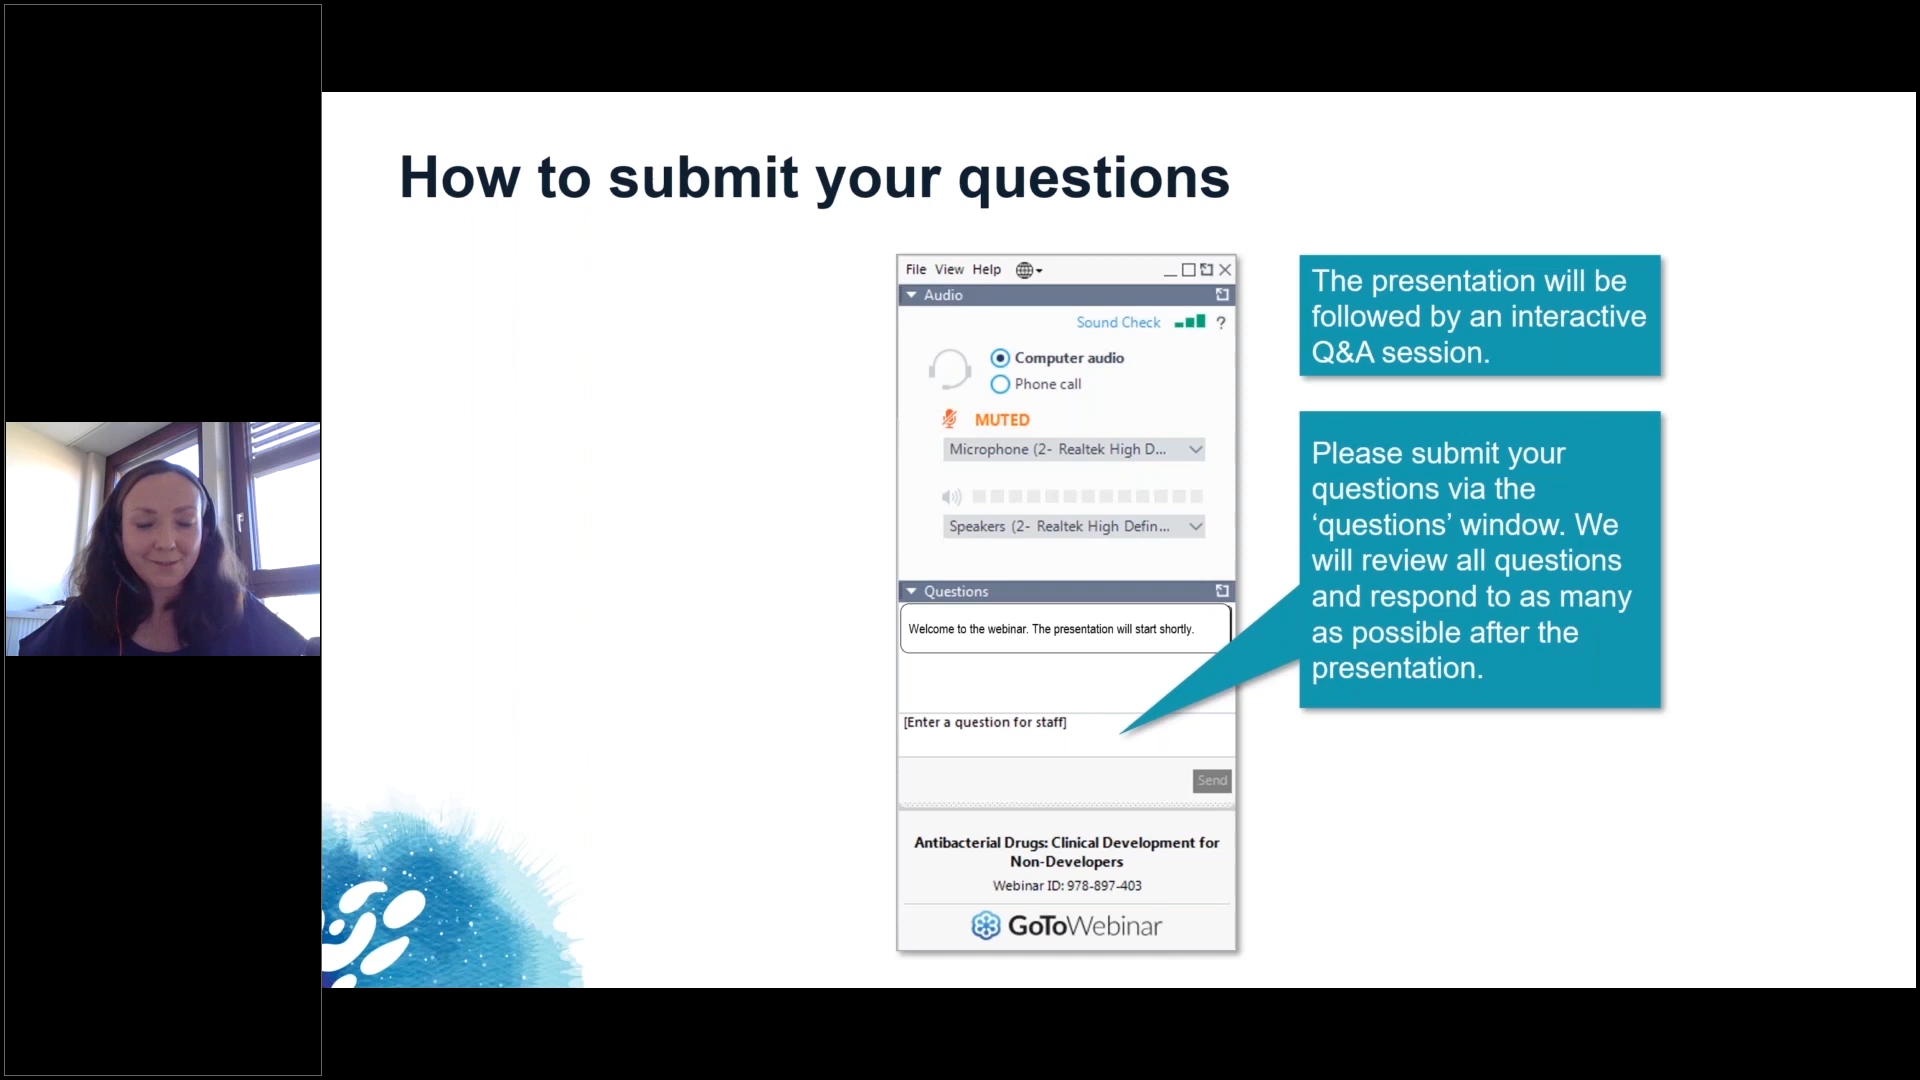 How to submit your questions
File View Help
Audio
Sound Check ?
Computer audio
Phone call
MUTED
Microphone (2- Realtek High D...
Speakers (2- Realtek High Defin...
Questions
Welcome to the webinar. The presentation will start shortly.
[Enter a question for staff]
Send
Antibacterial Drugs: Clinical Development for
Non-Developers
Webinar ID: 978-897-403
GoToWebinar
The presentation will be
followed by an interactive
Q&A session.
Please submit your
questions via the
‘questions’ window. We
will review all questions
and respond to as many
as possible after the
presentation.